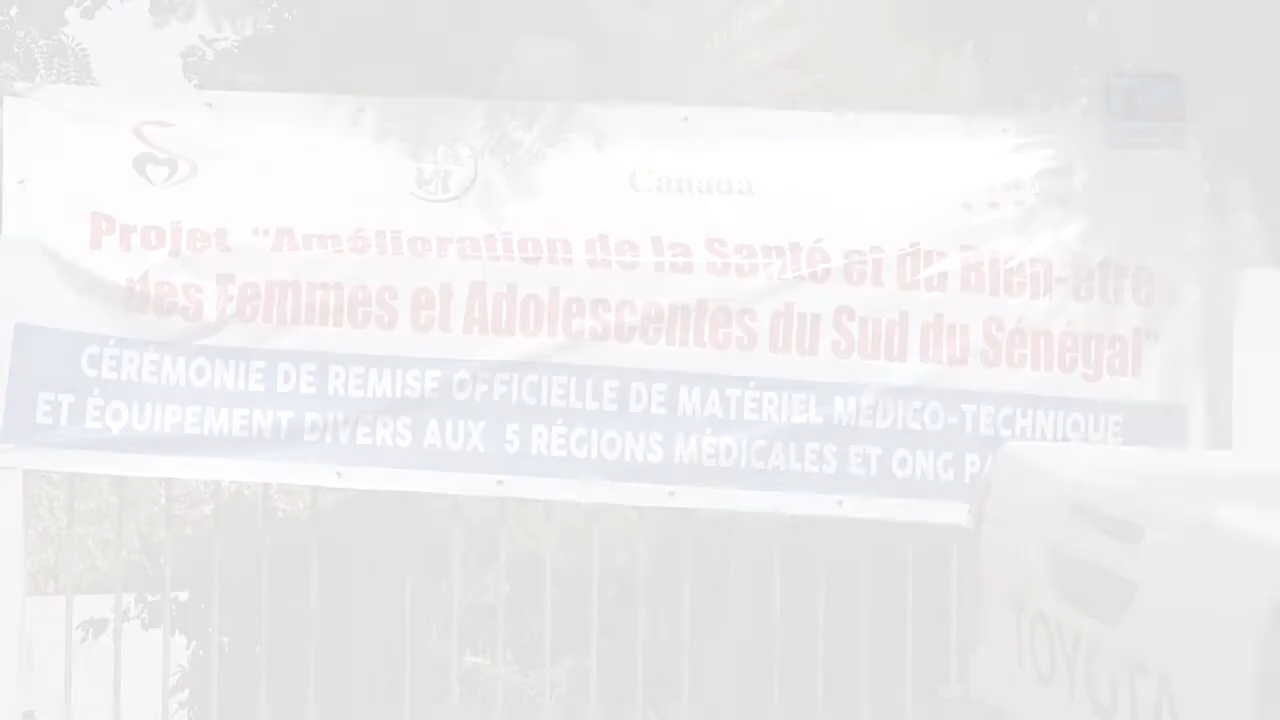 Canada
Projet "Amélioration de la Santé et du Bien-être
des Femmes et Adolescentes du Sud du Sénégal"
CÉRÉMONIE DE REMISE OFFICIELLE DE MATÉRIEL MÉDICO-TECHNIQUE
ET ÉQUIPEMENT DIVERS AUX 5 RÉGIONS MÉDICALES ET ONG
TOYOTA